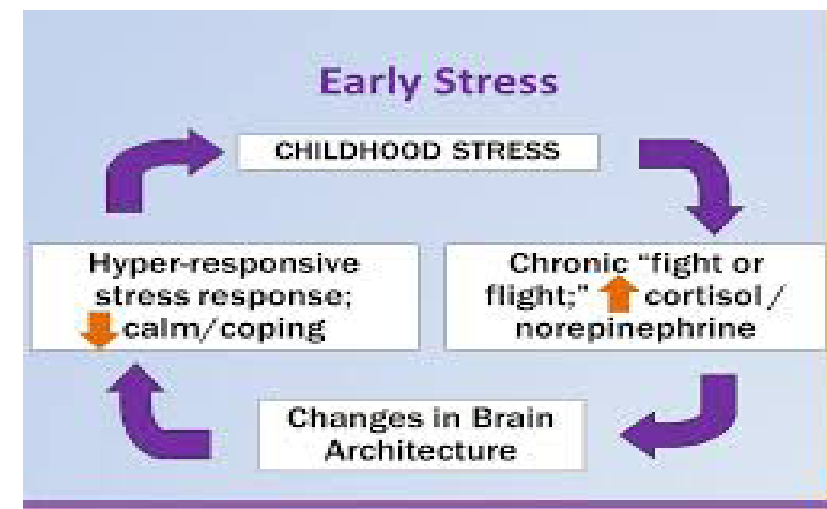 Early Stress
CHILDHOOD STRESS
Hyper-responsive
stress response;
calm/coping
Chronic “fight or
flight;” cortisol /
norepinephrine
Changes in Brain
Architecture